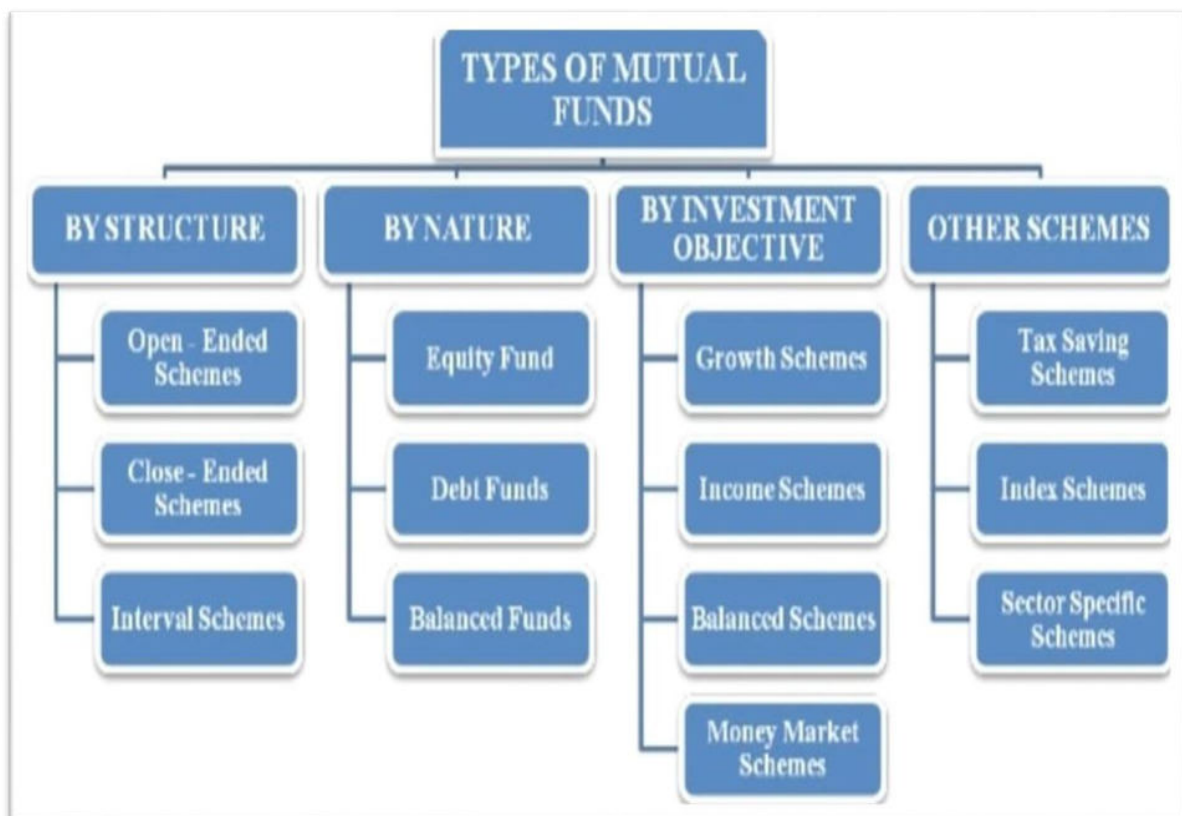 TYPES OF MUTUAL
FUNDS
BY STRUCTURE
Open - Ended
Schemes
Close - Ended
Schemes
Interval Schemes
BY NATURE
Equity Fund
Debt Funds
Balanced Funds
BY INVESTMENT
OBJECTIVE
Growth Schemes
Income Schemes
Balanced Schemes
Money Market
Schemes
OTHER SCHEMES
Tax Saving
Schemes
Index Schemes
Sector Specific
Schemes